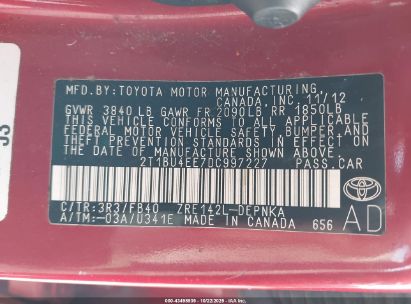 MFD.BY:TOYOTA MOTOR MANUFACTURING,
CANADA, INC. 11/12
GVWR 3840 LB GAWR FR 2090LB RR 1850LB
THIS VEHICLE CONFORMS TO ALL APPLICABLE
FEDERAL MOTOR VEHICLE SAFETY, BUMPER, AND
THEFT PREVENTION STANDARDS IN EFFECT ON
THE DATE OF MANUFACTURE SHOWN ABOVE.
2T1BU4EE7DC997227 PASS.CAR
C/TR:3R3/FB40 ZRE142L-DEPNKA
A/TM:-03A/U341E MADE IN CANADA 656
AD